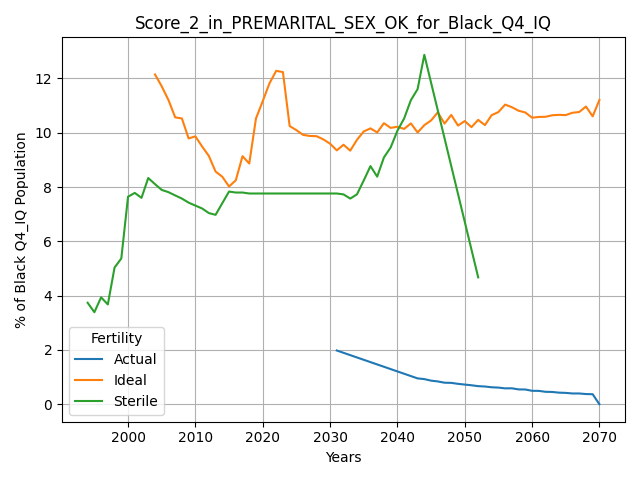 Score_2_in_PREMARITAL_SEX_OK_for_Black_Q4_IQ
% of Black Q4_IQ Population
12
10
8
6
4
2
0
Fertility
Actual
Ideal
Sterile
2000 2010 2020 2030 2040 2050 2060 2070
Years